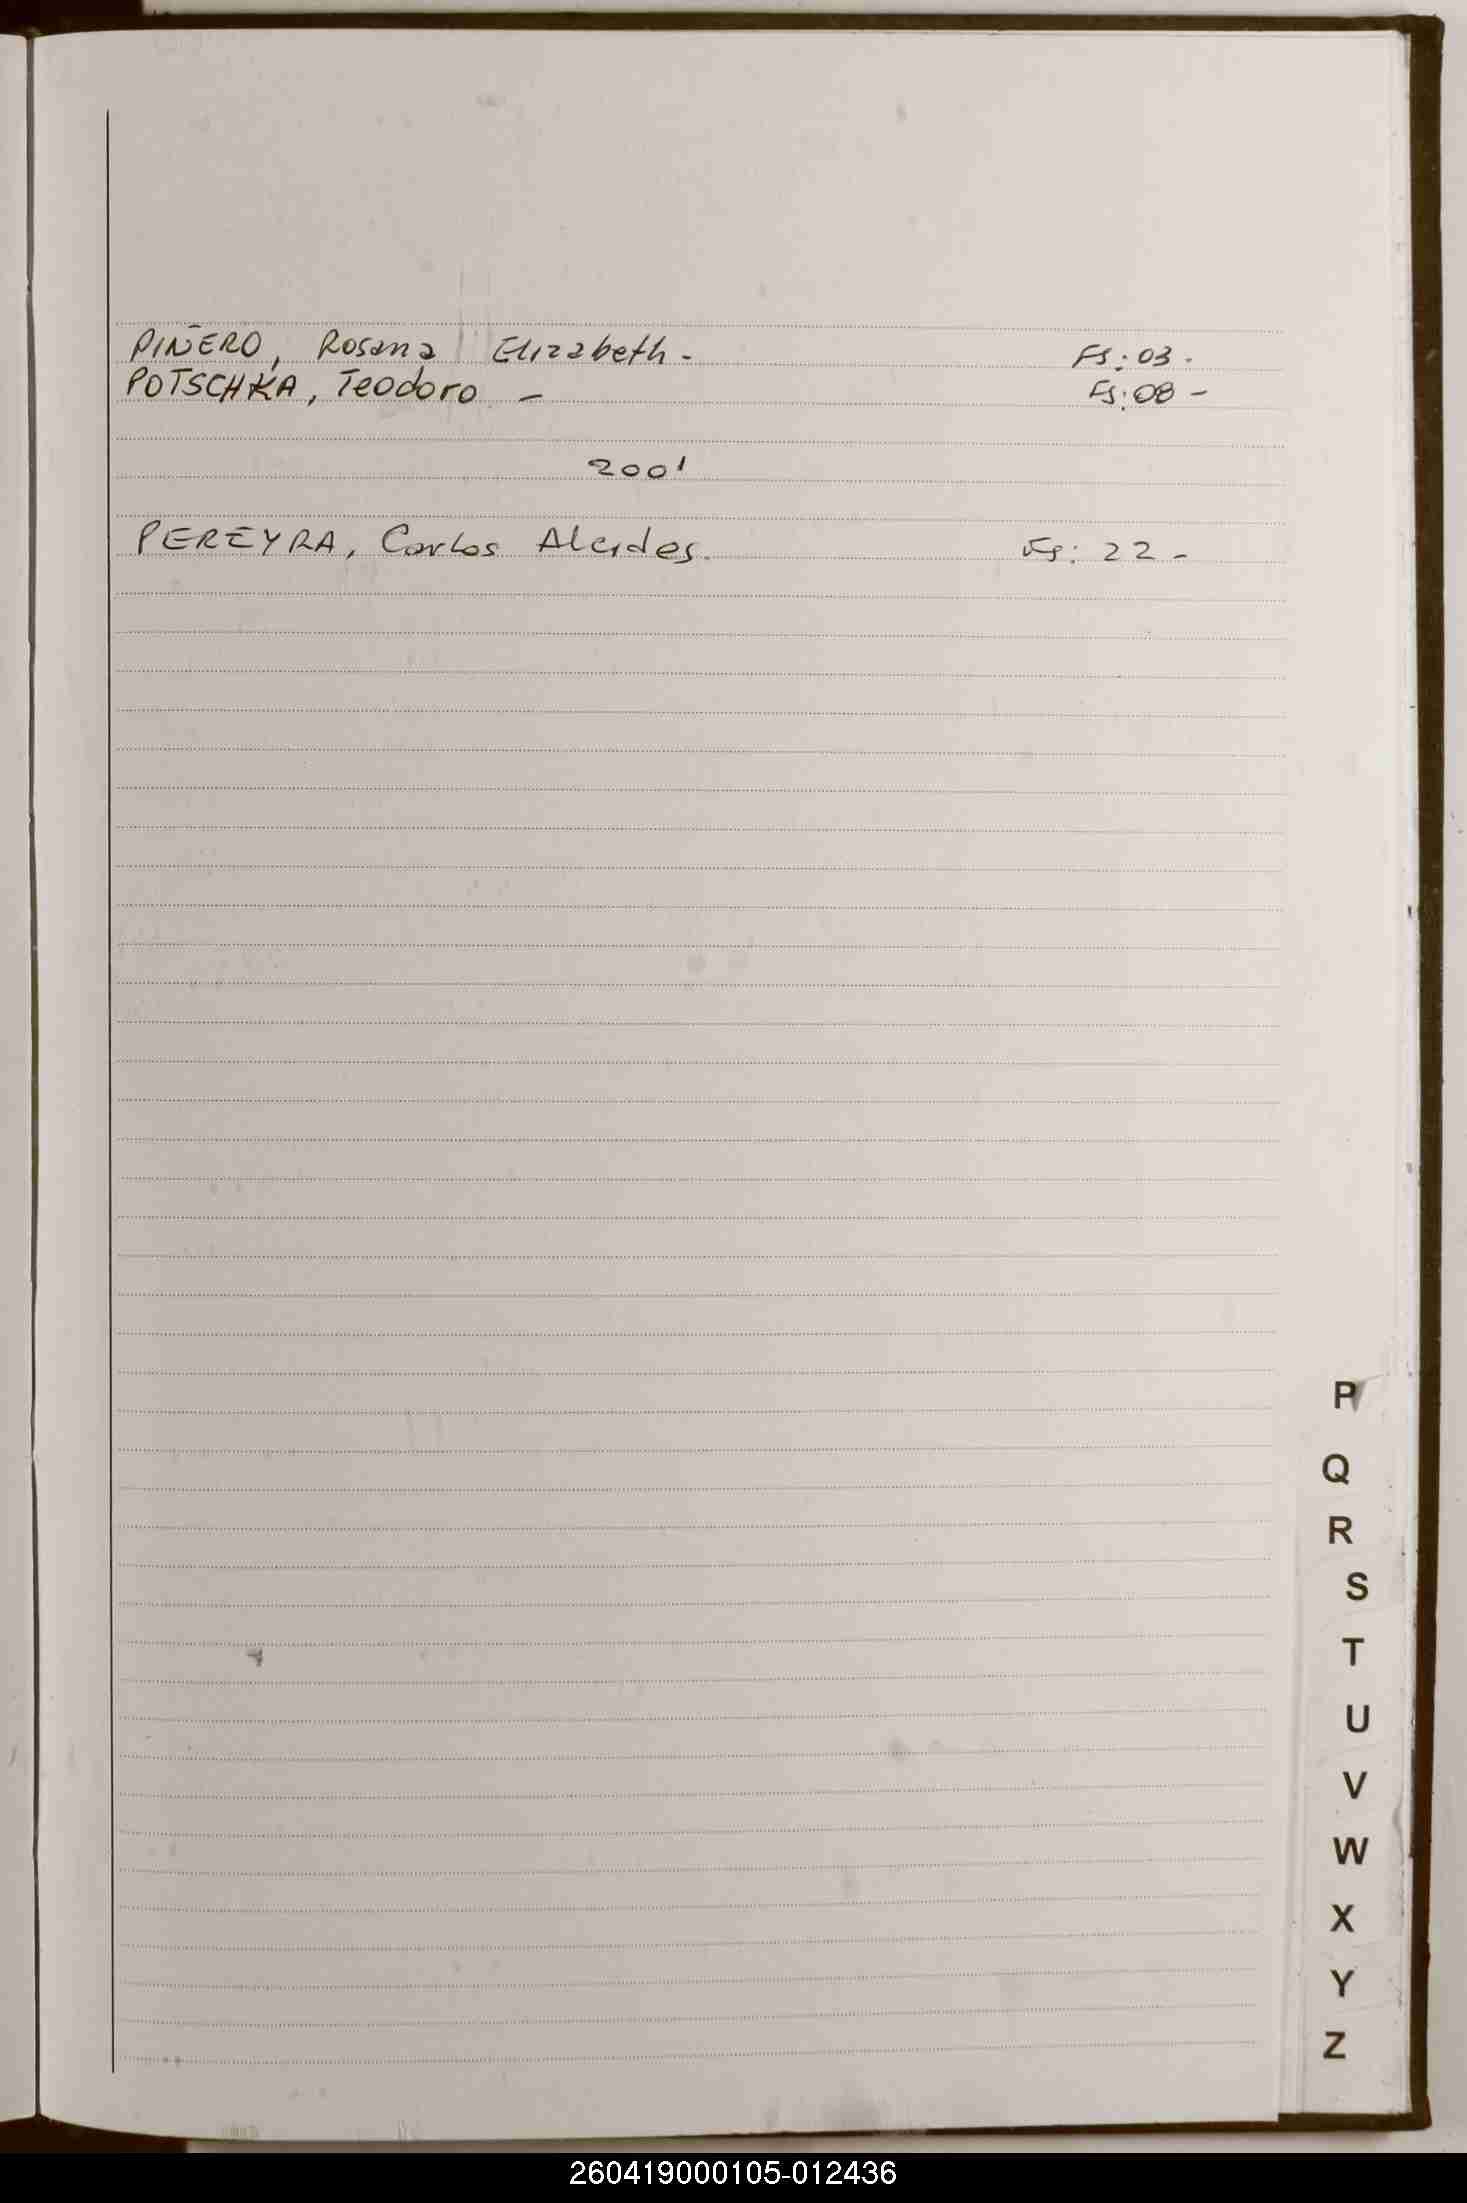 PIÑERO, Rosana Elizabeth - Fs: 03 -
POTSCHKA, Teodoro - Fs: 08 -
2001
PEREYRA, Carlos Alcides. Fs: 22 -
P
Q
R
S
T
U
V
W
X
Y
Z
260419000105-012436